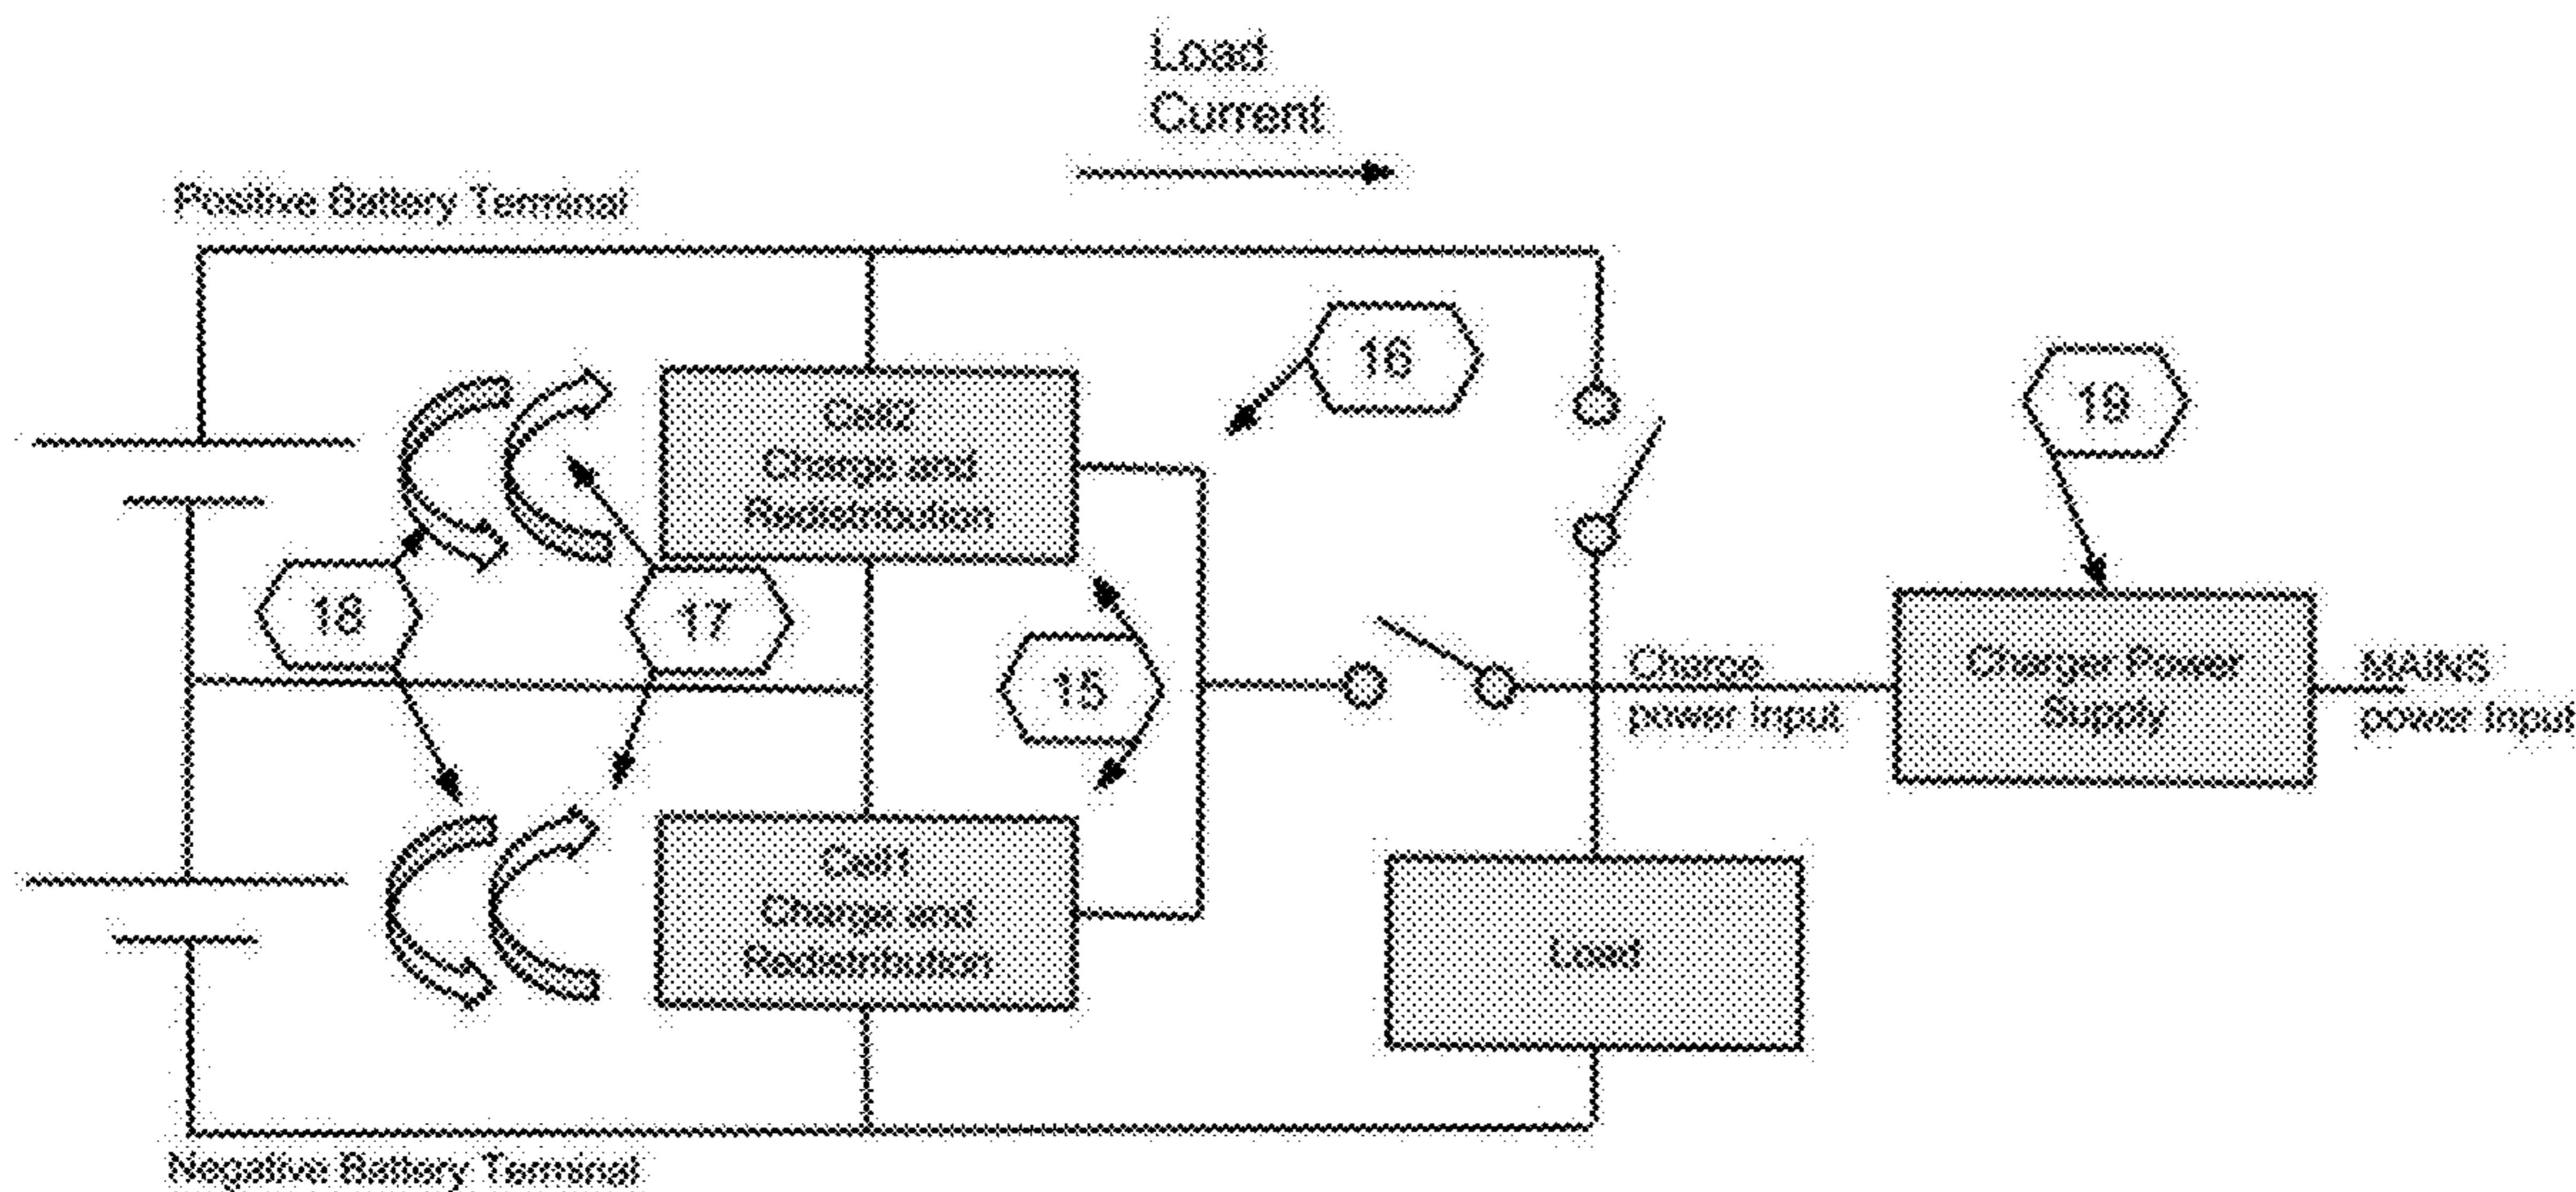 Load
Current
Positive Battery Terminal
16
19
Cell2
Charge and
Redistribution
18
17
15
Charge
power Input
Charger Power
Supply
MAINS
power Input
Cell1
Charge and
Redistribution
Load
Negative Battery Terminal